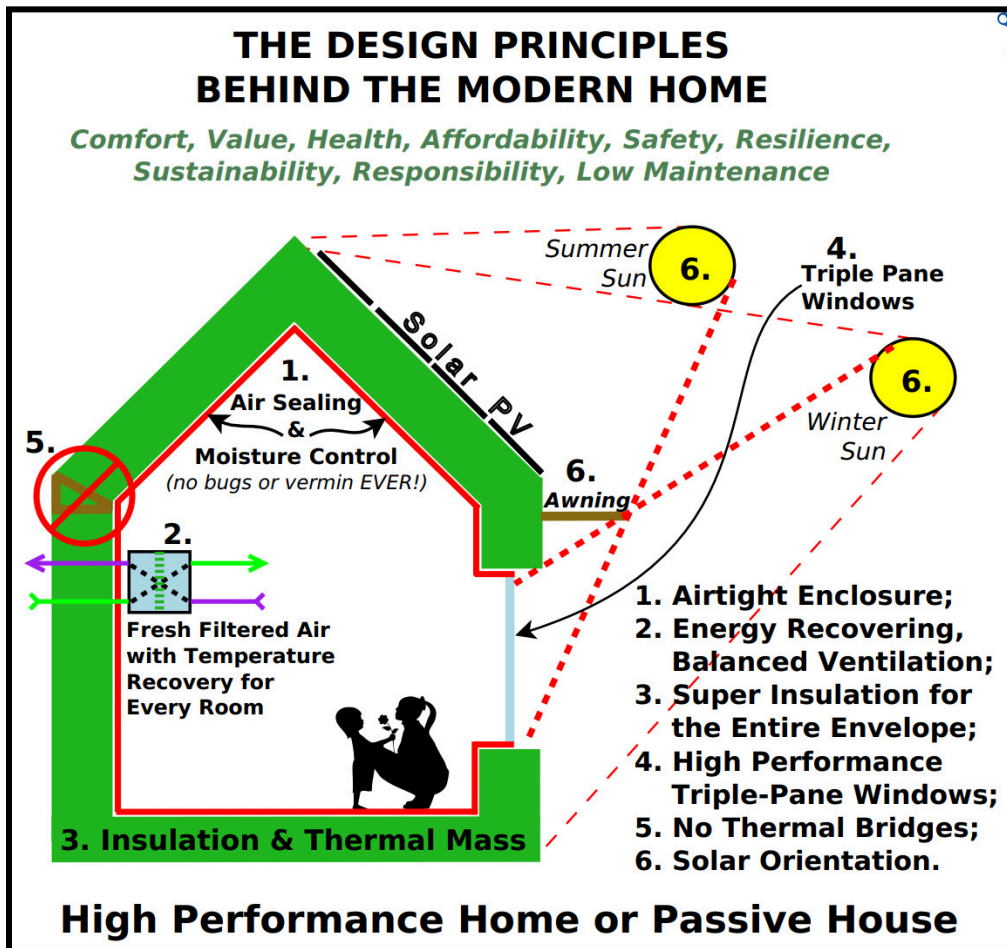 THE DESIGN PRINCIPLES
BEHIND THE MODERN HOME
Comfort, Value, Health, Affordability, Safety, Resilience,
Sustainability, Responsibility, Low Maintenance
Summer
Sun
6.
4.
Triple Pane
Windows
Solar PV
6.
Winter
Sun
1.
Air Sealing
&
Moisture Control
(no bugs or vermin EVER!)
5.
6.
Awning
2.
Fresh Filtered Air
with Temperature
Recovery for
Every Room
3. Insulation & Thermal Mass
1. Airtight Enclosure;
2. Energy Recovering,
Balanced Ventilation;
3. Super Insulation for
the Entire Envelope;
4. High Performance
Triple-Pane Windows;
5. No Thermal Bridges;
6. Solar Orientation.
High Performance Home or Passive House